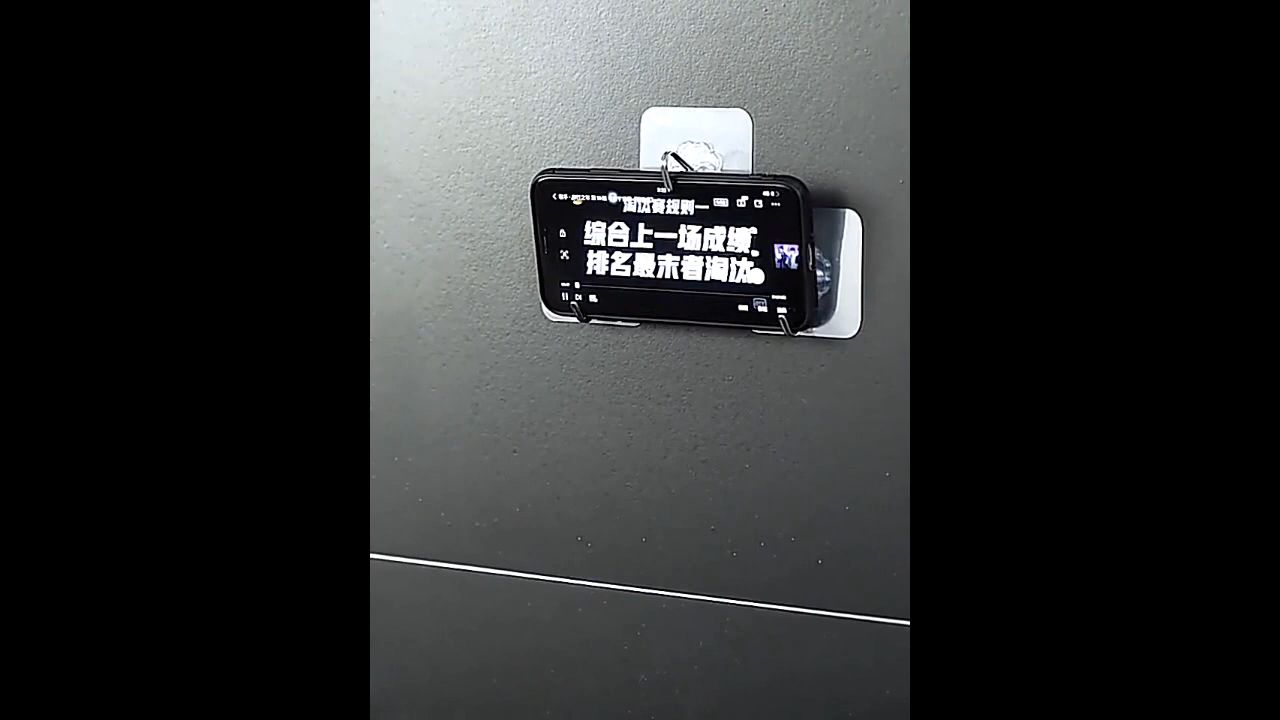 淘汰赛规则一
综合上一场成绩
排名最末者淘汰